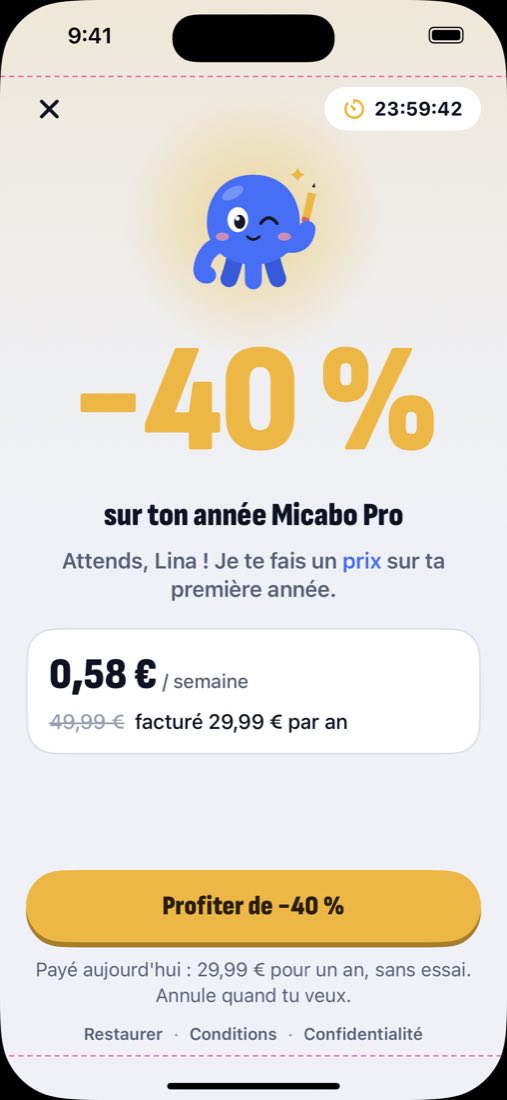 9:41
23:59:42
−40 %
sur ton année Micabo Pro
Attends, Lina ! Je te fais un prix sur ta
première année.
0,58 € / semaine
49,99 € facturé 29,99 € par an
Profiter de −40 %
Payé aujourd'hui : 29,99 € pour un an, sans essai.
Annule quand tu veux.
Restaurer · Conditions · Confidentialité